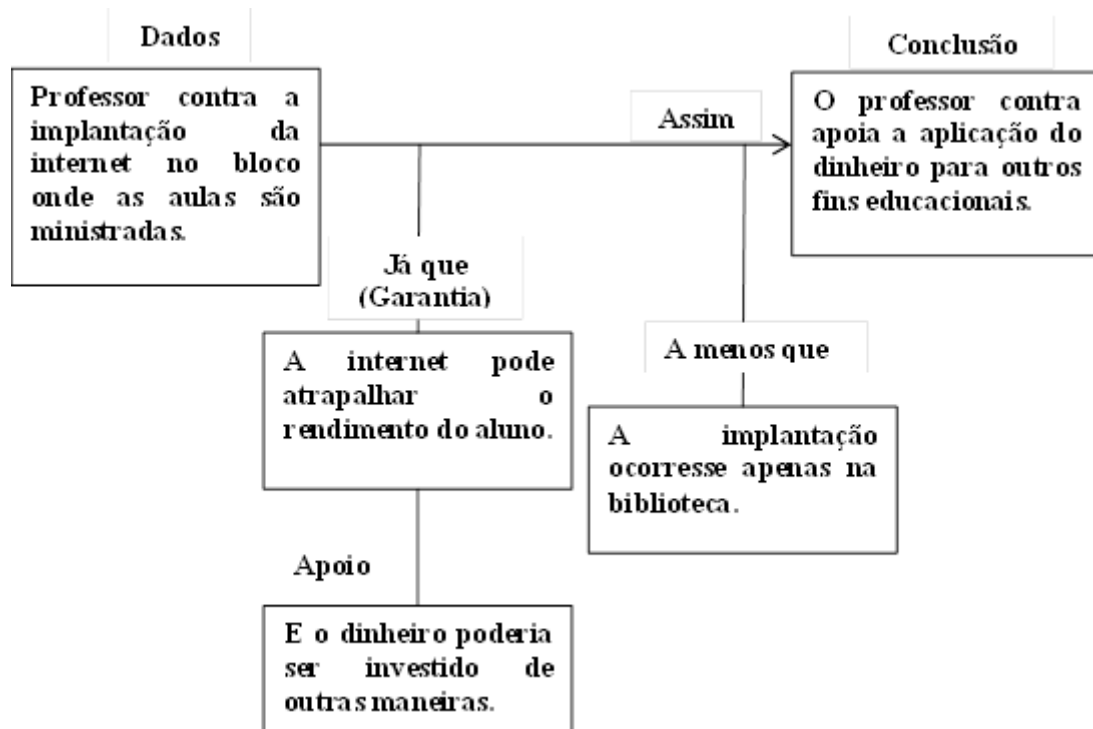 Dados
Conclusão
Professor contra a
implantação da
internet no bloco
onde as aulas são
ministradas.
Assim
O professor contra
apoia a aplicação do
dinheiro para outros
fins educacionais.
Já que
(Garantia)
A internet pode
atrapalhar o
rendimento do aluno.
A menos que
A implantação
ocorresse apenas na
biblioteca.
Apoio
E o dinheiro poderia
ser investido de
outras maneiras.